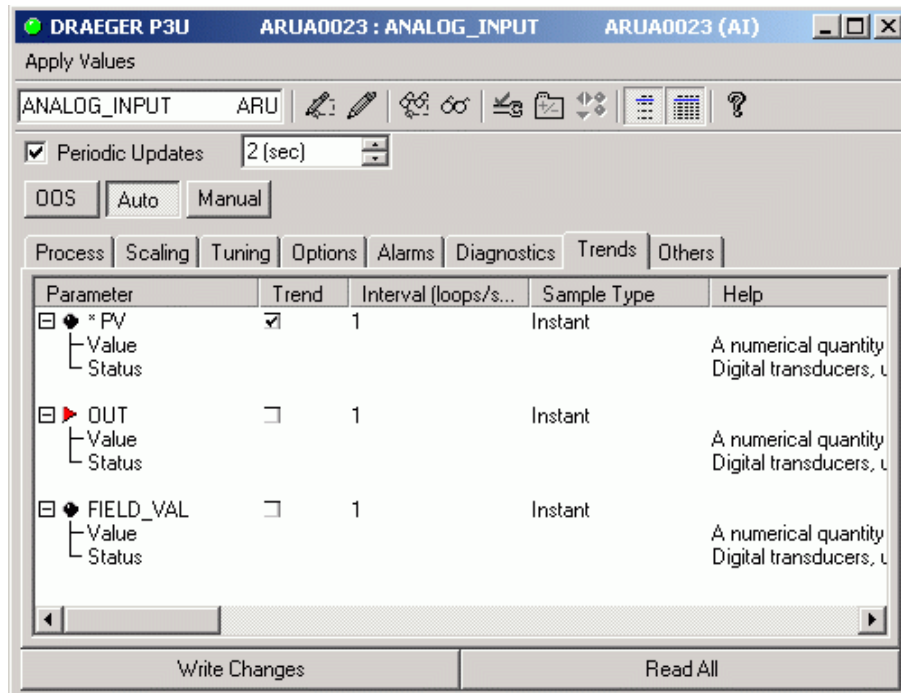 DRAEGER P3U ARUA0023 : ANALOG_INPUT ARUA0023 (AI)
Apply Values
ANALOG_INPUT ARU
Periodic Updates 2 (sec)
OOS Auto Manual
Process Scaling Tuning Options Alarms Diagnostics Trends Others
Parameter Trend Interval (loops/s... Sample Type Help
* PV 1 Instant
Value A numerical quantity
Status Digital transducers, u
OUT 1 Instant
Value A numerical quantity
Status Digital transducers, u
FIELD_VAL 1 Instant
Value A numerical quantity
Status Digital transducers, u
Write Changes Read All